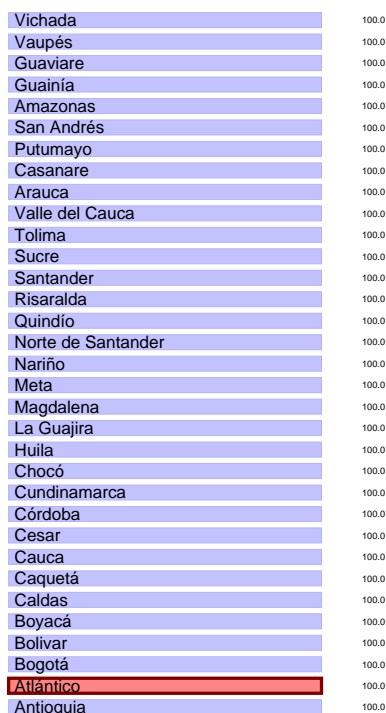 Vichada 100.0
Vaupés 100.0
Guaviare 100.0
Guainía 100.0
Amazonas 100.0
San Andrés 100.0
Putumayo 100.0
Casanare 100.0
Arauca 100.0
Valle del Cauca 100.0
Tolima 100.0
Sucre 100.0
Santander 100.0
Risaralda 100.0
Quindío 100.0
Norte de Santander 100.0
Nariño 100.0
Meta 100.0
Magdalena 100.0
La Guajira 100.0
Huila 100.0
Chocó 100.0
Cundinamarca 100.0
Córdoba 100.0
Cesar 100.0
Cauca 100.0
Caquetá 100.0
Caldas 100.0
Boyacá 100.0
Bolivar 100.0
Bogotá 100.0
Atlántico 100.0
Antioquia 100.0